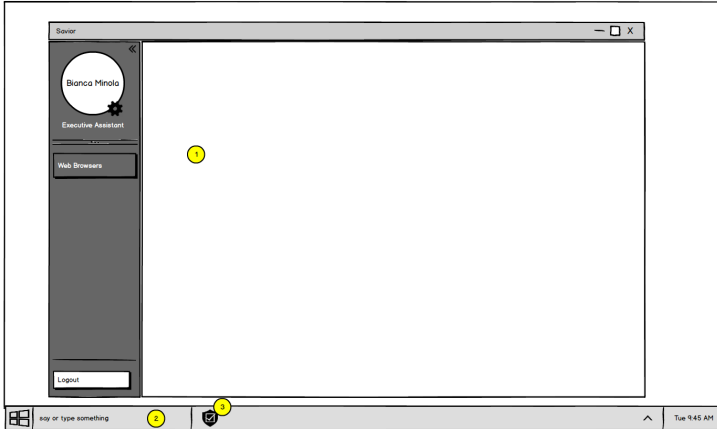 Savior
X
Bianca Minola
Executive Assistant
Web Browsers
1
Logout
say or type something
2
3
Tue 9:45 AM